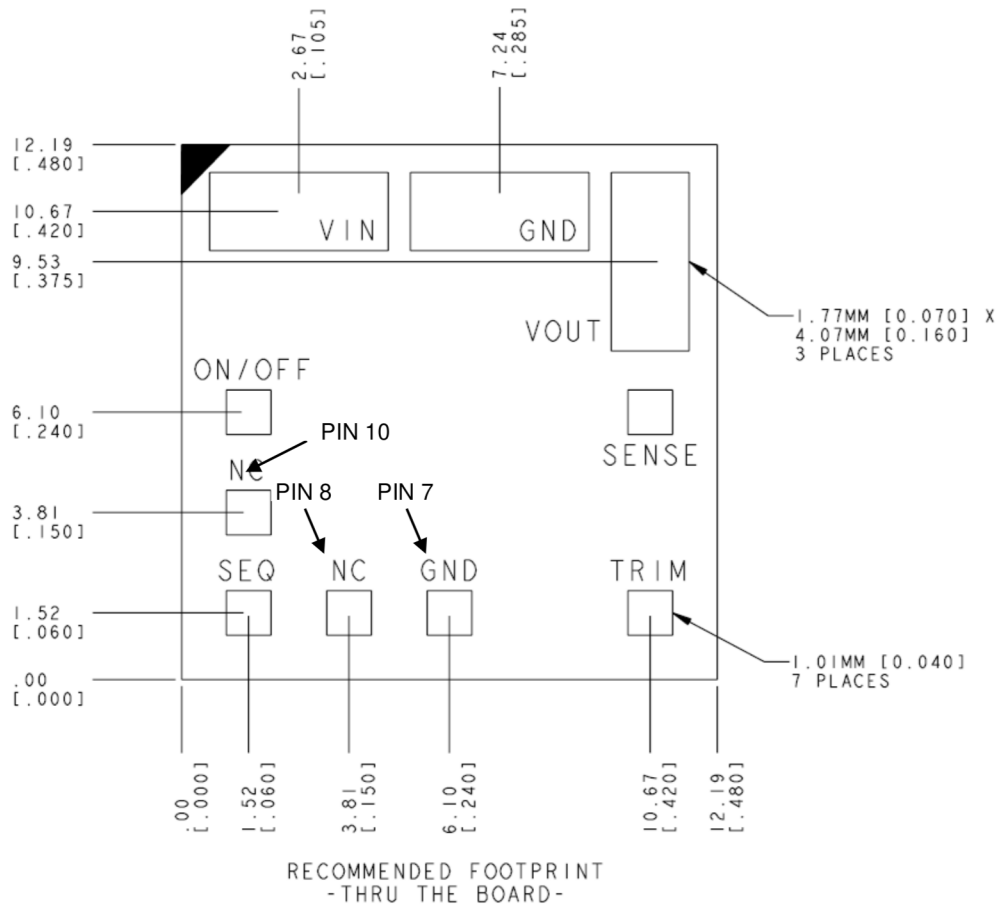 2.67
[.105]
7.24
[.285]
12.19
[.480]
10.67
[.420]
VIN
GND
9.53
[.375]
1.77MM [0.070] X
4.07MM [0.160]
3 PLACES
VOUT
ON/OFF
6.10
[.240]
PIN 10
SENSE
NC
PIN 8
PIN 7
3.81
[.150]
SEQ
NC
GND
TRIM
1.52
[.060]
1.01MM [0.040]
7 PLACES
.00
[.000]
.00
[.000]
1.52
[.060]
3.81
[.150]
6.10
[.240]
10.67
[.420]
12.19
[.480]
RECOMMENDED FOOTPRINT
-THRU THE BOARD-